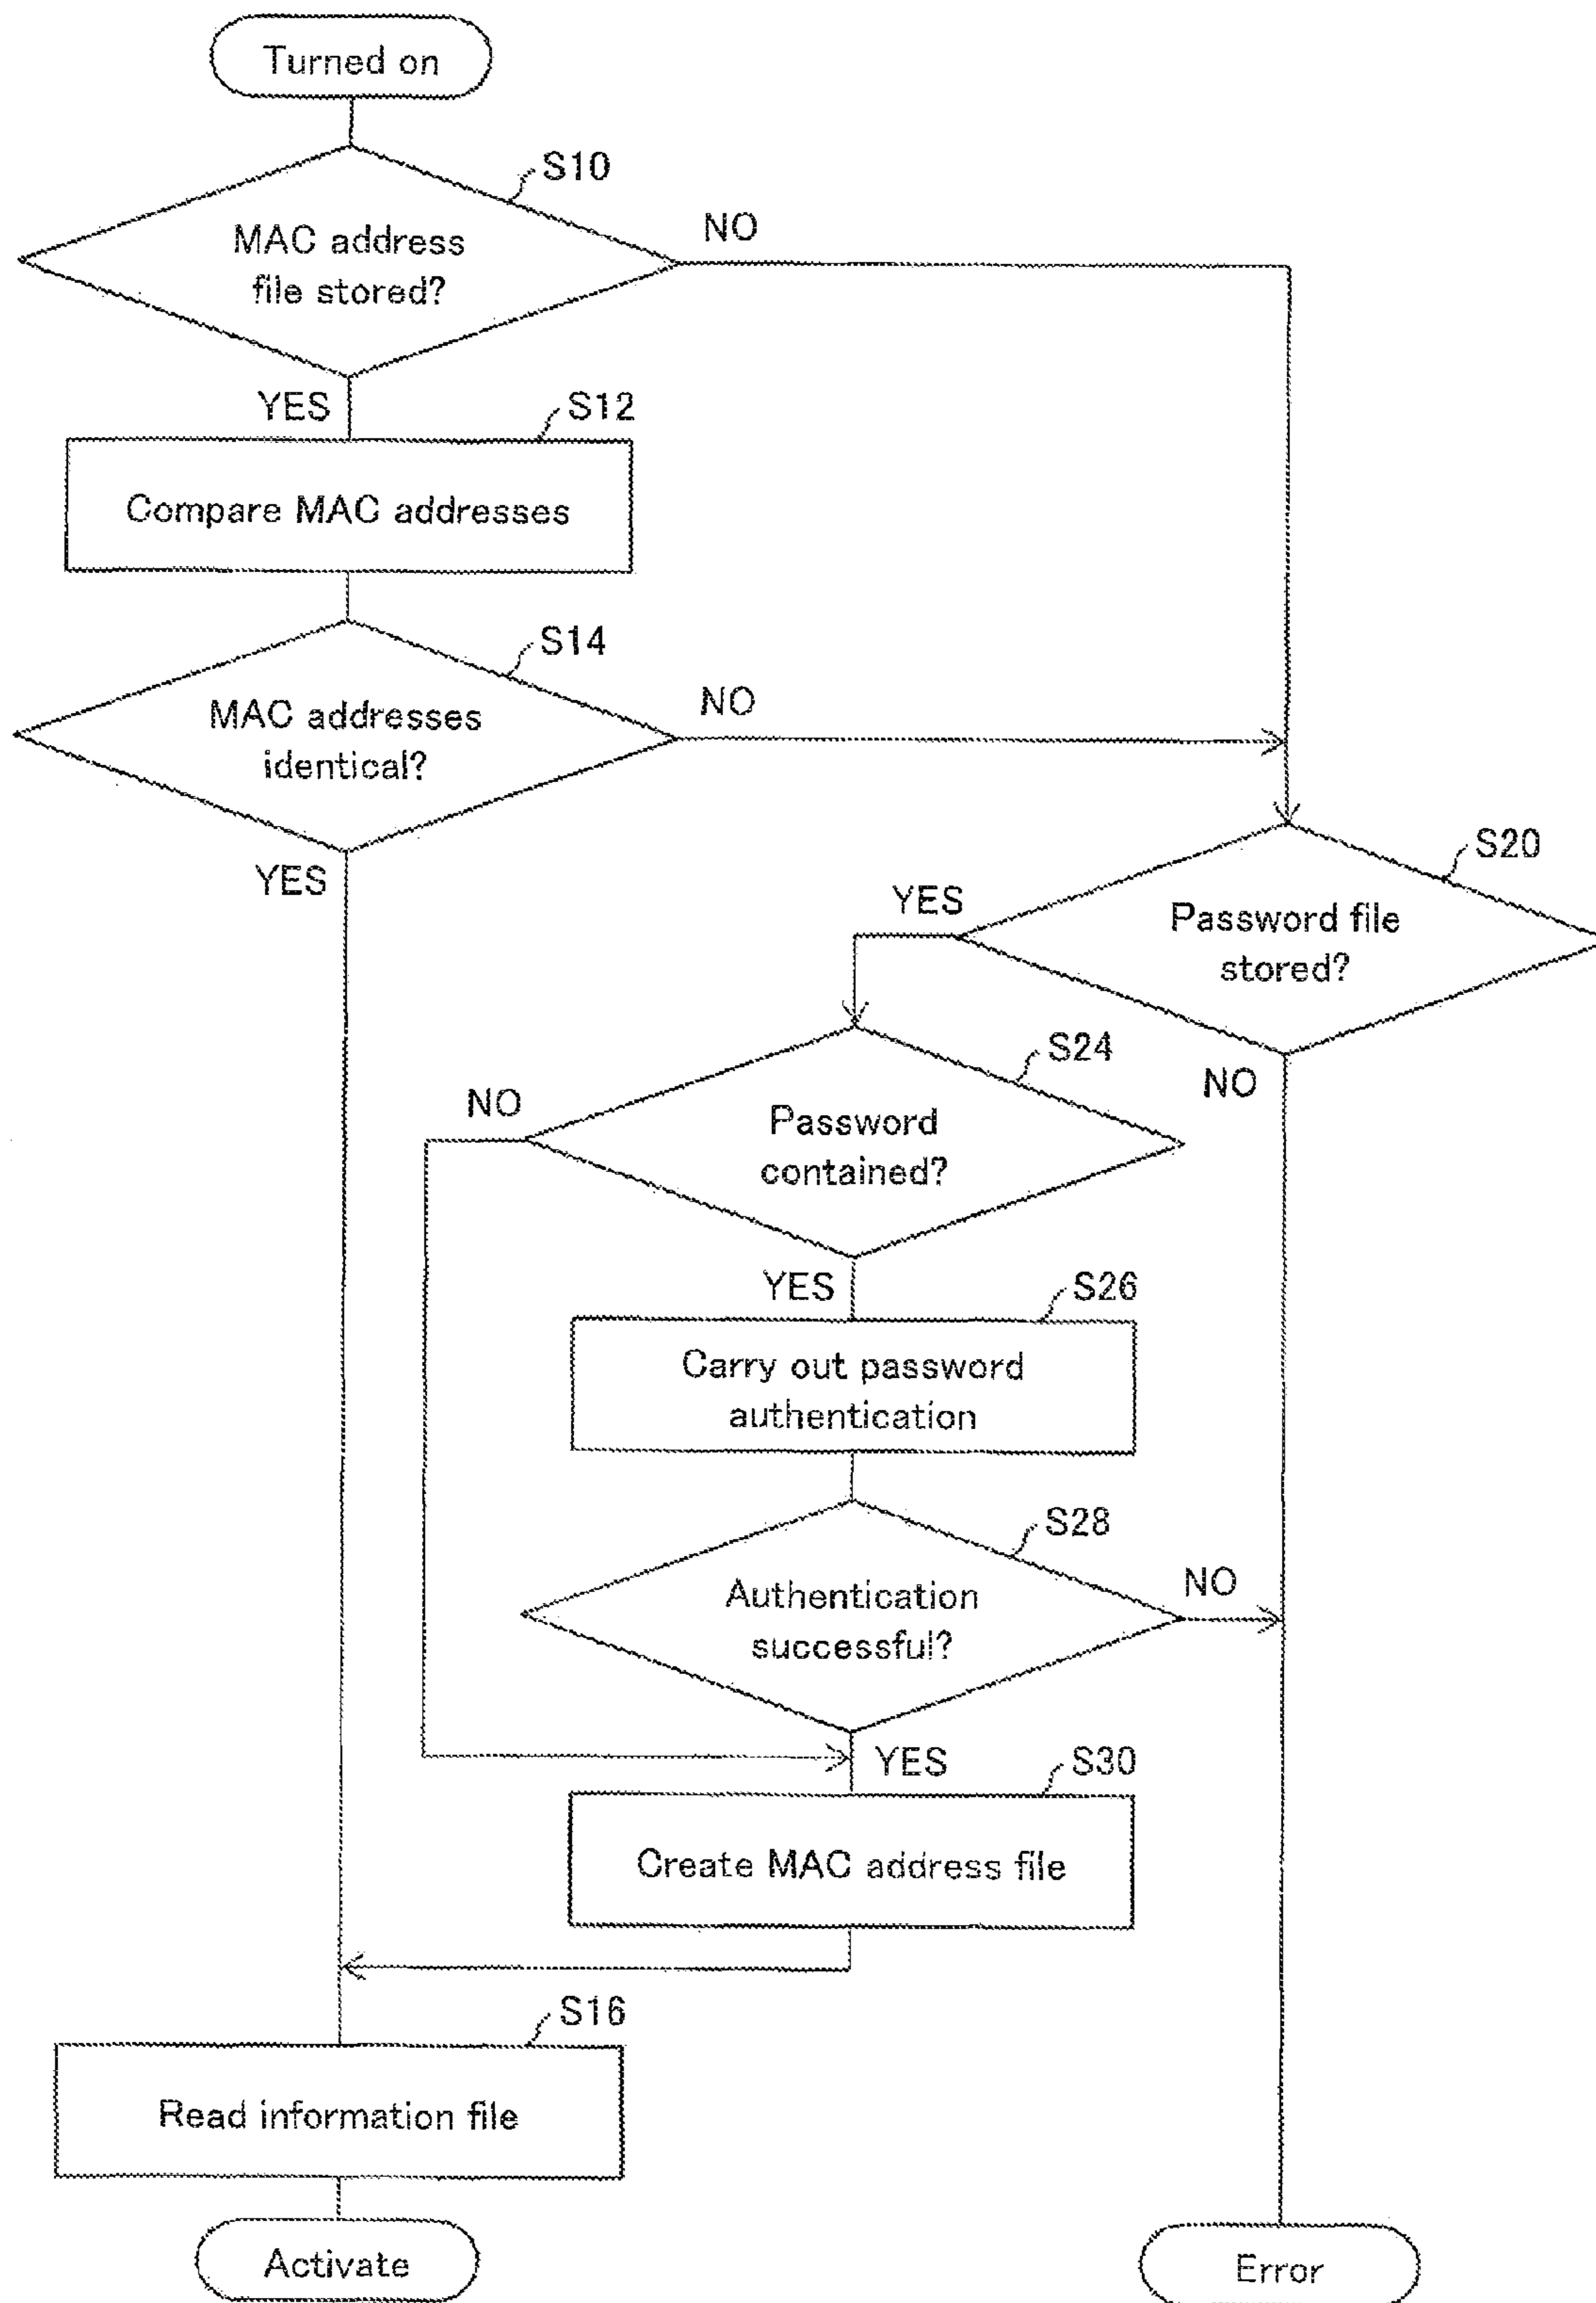 Turned on
S10
MAC address
file stored?
NO
YES
S12
Compare MAC addresses
S14
MAC addresses
identical?
NO
YES
S20
Password file
stored?
YES
NO
S24
Password
contained?
NO
YES
S26
Carry out password
authentication
S28
Authentication
successful?
NO
YES
S30
Create MAC address file
S16
Read information file
Activate
Error